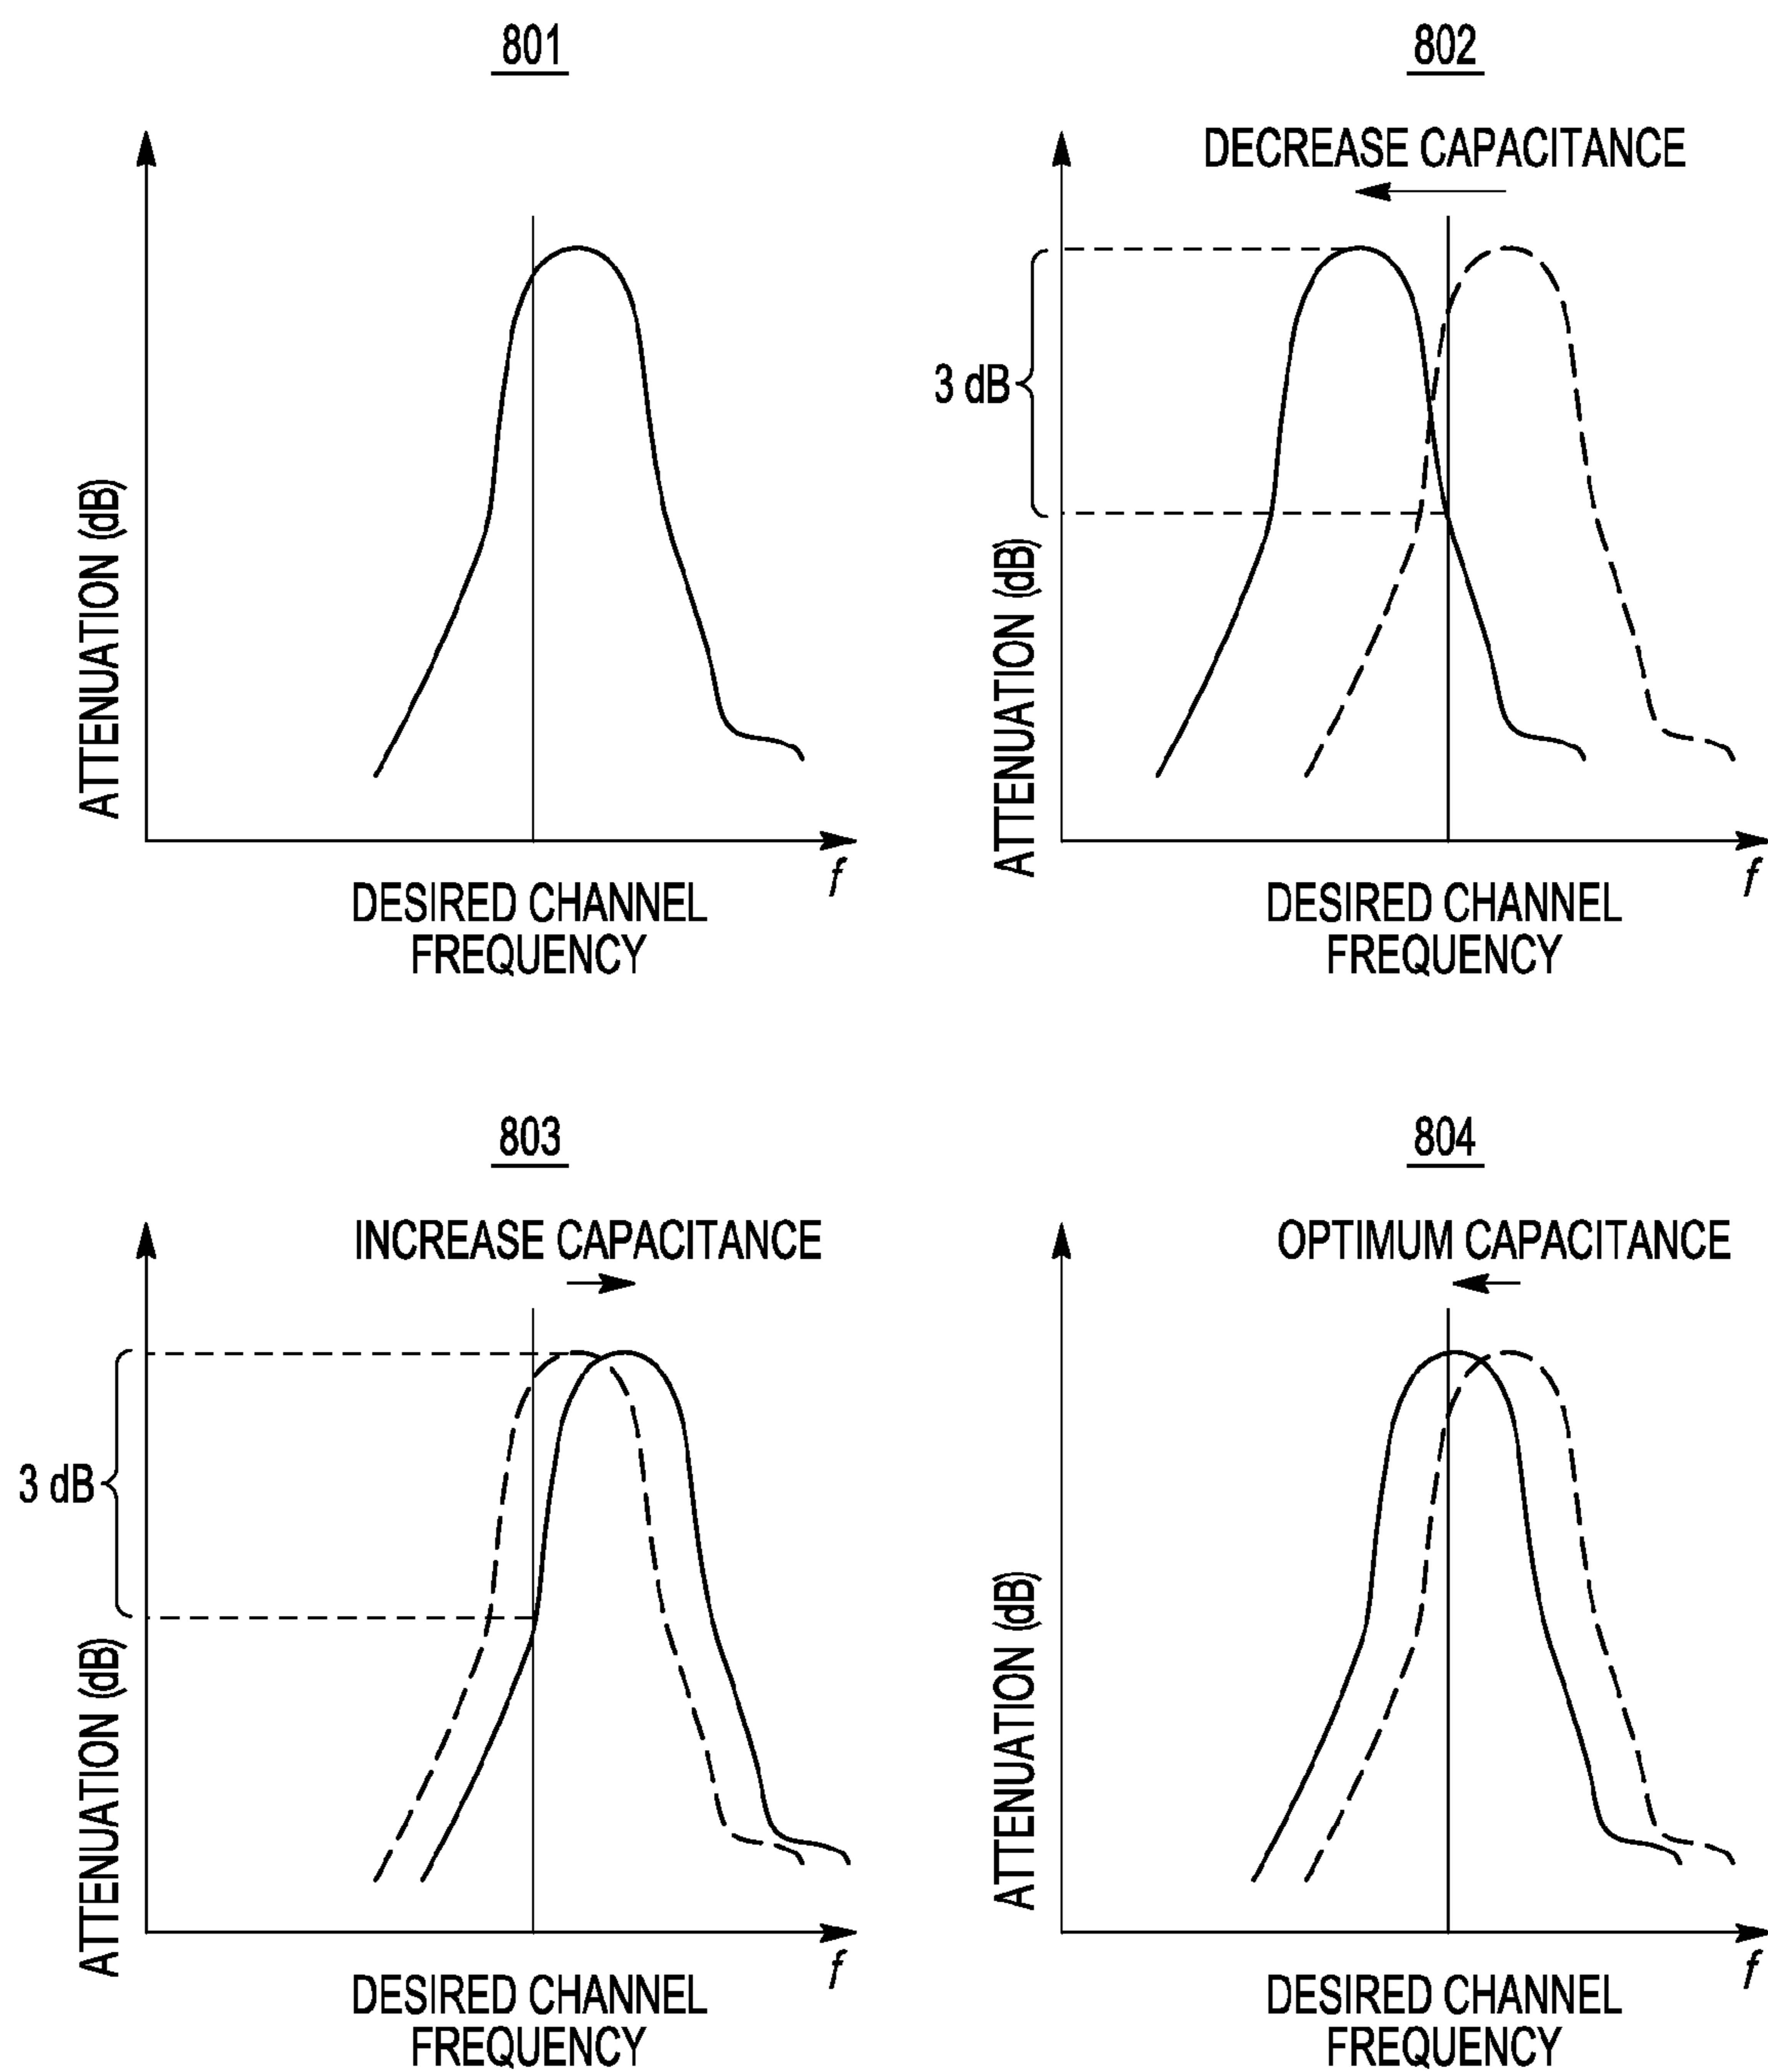 801
ATTENUATION (dB)
f
DESIRED CHANNEL
FREQUENCY
802
DECREASE CAPACITANCE
3 dB
ATTENUATION (dB)
f
DESIRED CHANNEL
FREQUENCY
803
INCREASE CAPACITANCE
3 dB
ATTENUATION (dB)
f
DESIRED CHANNEL
FREQUENCY
804
OPTIMUM CAPACITANCE
ATTENUATION (dB)
f
DESIRED CHANNEL
FREQUENCY